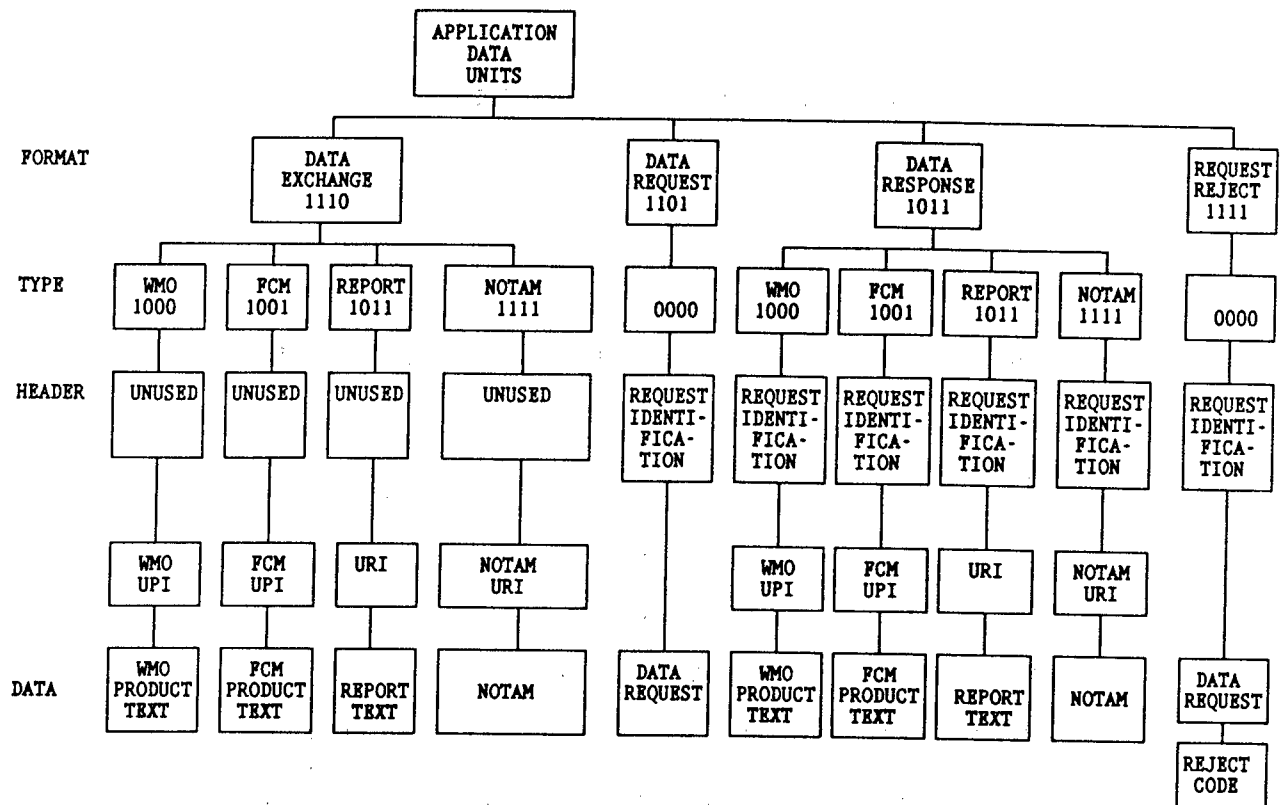 APPLICATION
DATA
UNITS
FORMAT
DATA
EXCHANGE
1110
DATA
REQUEST
1101
DATA
RESPONSE
1011
REQUEST
REJECT
1111
TYPE
WMO
1000
FCM
1001
REPORT
1011
NOTAM
1111
0000
WMO
1000
FCM
1001
REPORT
1011
NOTAM
1111
0000
HEADER
UNUSED
UNUSED
UNUSED
UNUSED
REQUEST
IDENTI-
FICA-
TION
REQUEST
IDENTI-
FICA-
TION
REQUEST
IDENTI-
FICA-
TION
REQUEST
IDENTI-
FICA-
TION
REQUEST
IDENTI-
FICA-
TION
REQUEST
IDENTI-
FICA-
TION
WMO
UPI
FCM
UPI
URI
NOTAM
URI
WMO
UPI
FCM
UPI
URI
NOTAM
URI
DATA
WMO
PRODUCT
TEXT
FCM
PRODUCT
TEXT
REPORT
TEXT
NOTAM
DATA
REQUEST
WMO
PRODUCT
TEXT
FCM
PRODUCT
TEXT
REPORT
TEXT
NOTAM
DATA
REQUEST
REJECT
CODE